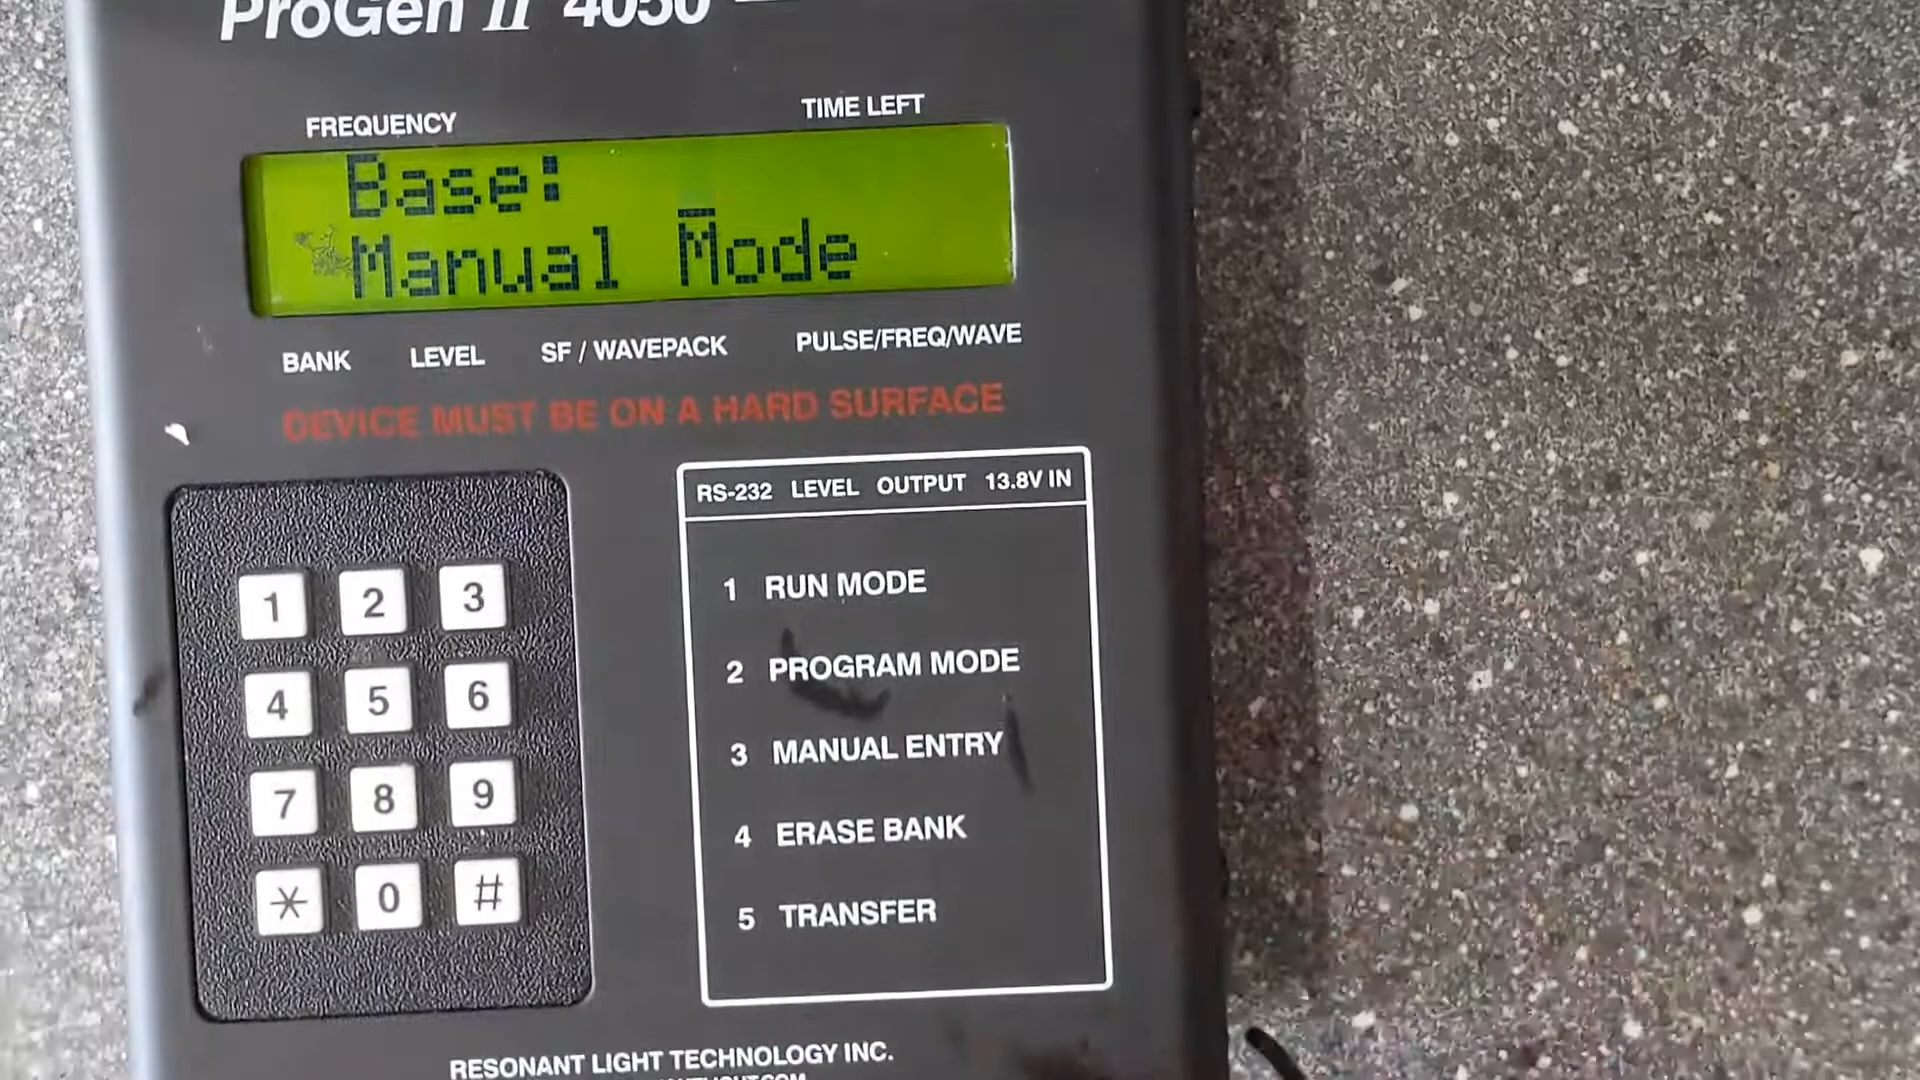 ProGen II 4050
FREQUENCY TIME LEFT
Base:
Manual Mode
BANK LEVEL SF / WAVEPACK PULSE/FREQ/WAVE
DEVICE MUST BE ON A HARD SURFACE
RS-232 LEVEL OUTPUT 13.8V IN
1 2 3
4 5 6
7 8 9
* 0 #
1 RUN MODE
2 PROGRAM MODE
3 MANUAL ENTRY
4 ERASE BANK
5 TRANSFER
RESONANT LIGHT TECHNOLOGY INC.